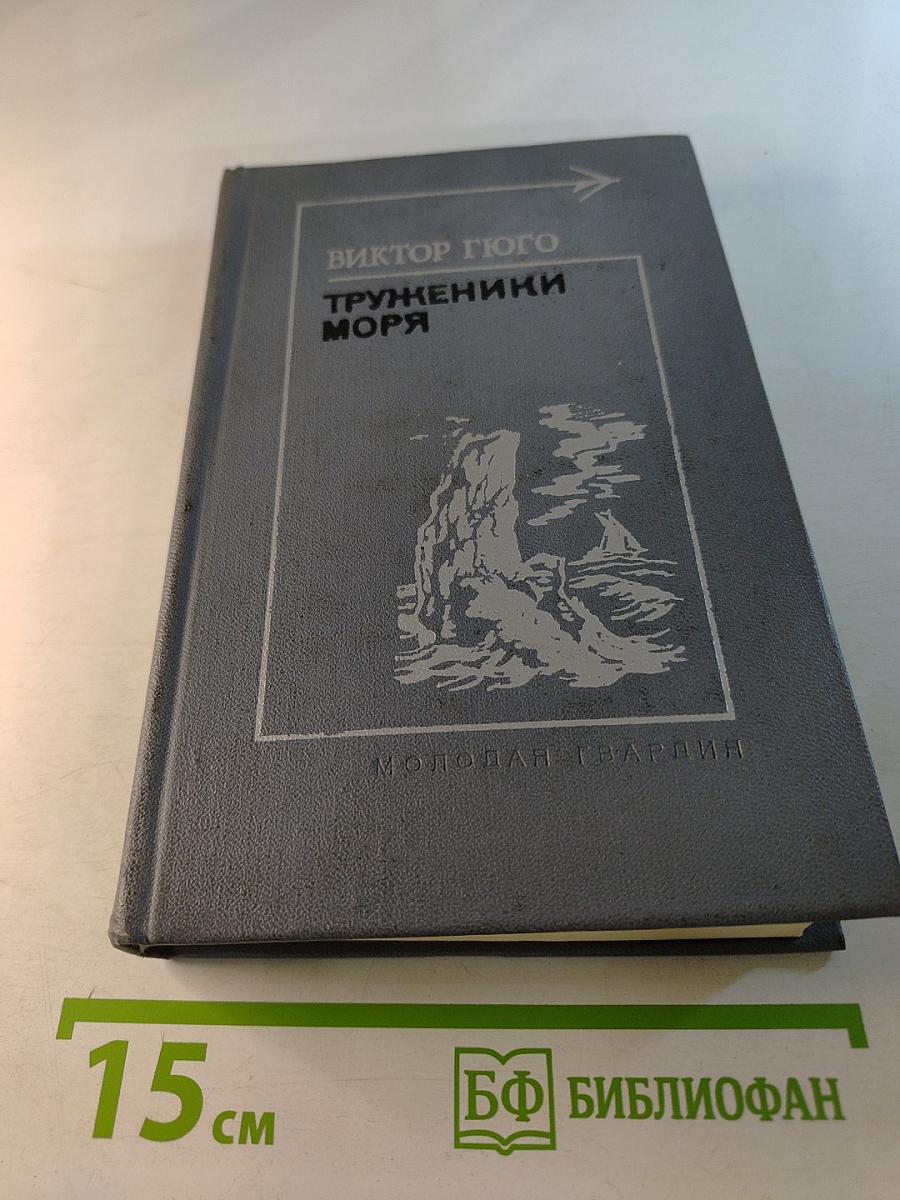 ВИКТОР ГЮГО
ТРУЖЕНИКИ
МОРЯ
МОЛОДАЯ ГВАРДИЯ
15 см
БФ БИБЛИОФАН